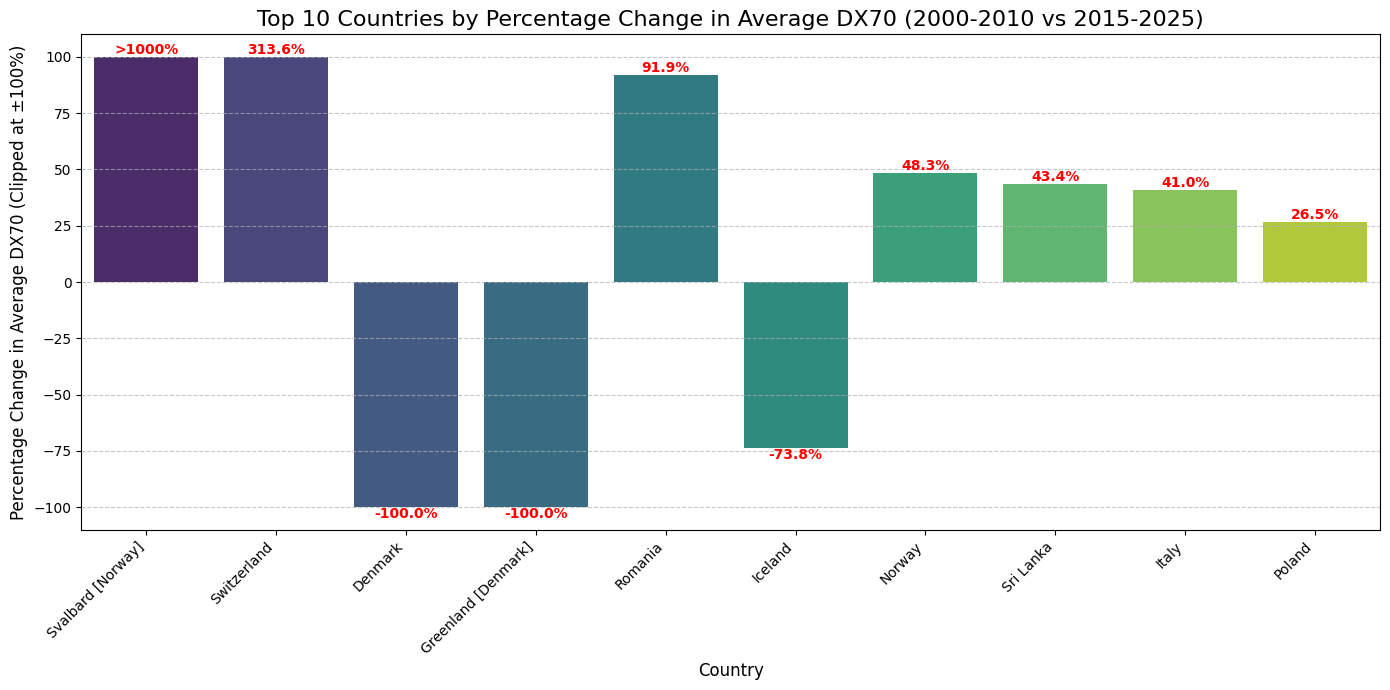 Top 10 Countries by Percentage Change in Average DX70 (2000-2010 vs 2015-2025)
Percentage Change in Average DX70 (Clipped at ±100%)
100
75
50
25
0
−25
−50
−75
−100
>1000%
313.6%
-100.0%
-100.0%
91.9%
-73.8%
48.3%
43.4%
41.0%
26.5%
Svalbard [Norway]
Switzerland
Denmark
Greenland [Denmark]
Romania
Iceland
Norway
Sri Lanka
Italy
Poland
Country